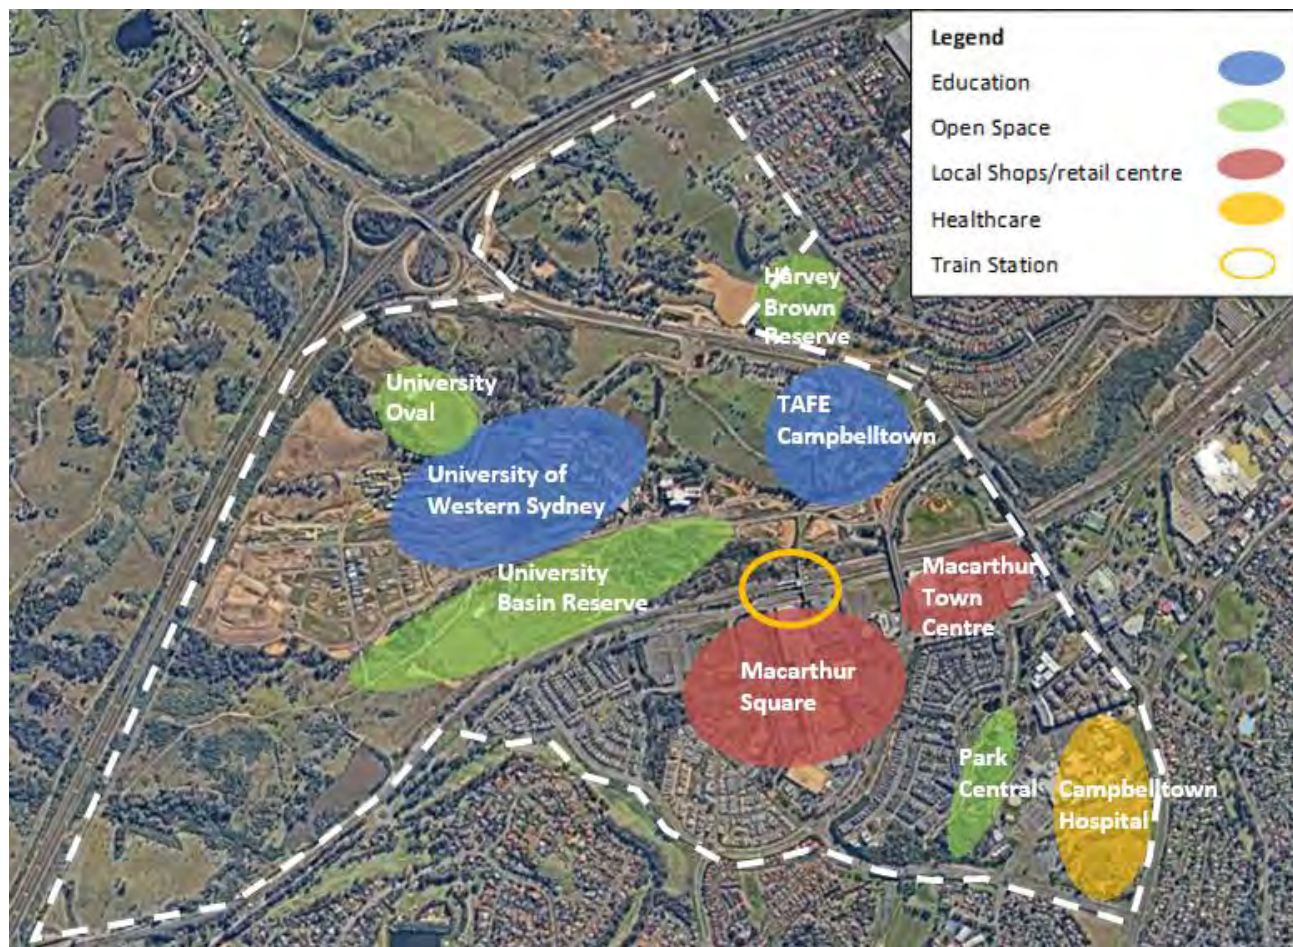 Legend
Education
Open Space
Local Shops/retail centre
Healthcare
Train Station
Harvey
Brown
Reserve
University
Oval
TAFE
Campbelltown
University of
Western Sydney
University
Basin Reserve
Macarthur
Town
Centre
Macarthur
Square
Park
Central
Campbelltown
Hospital